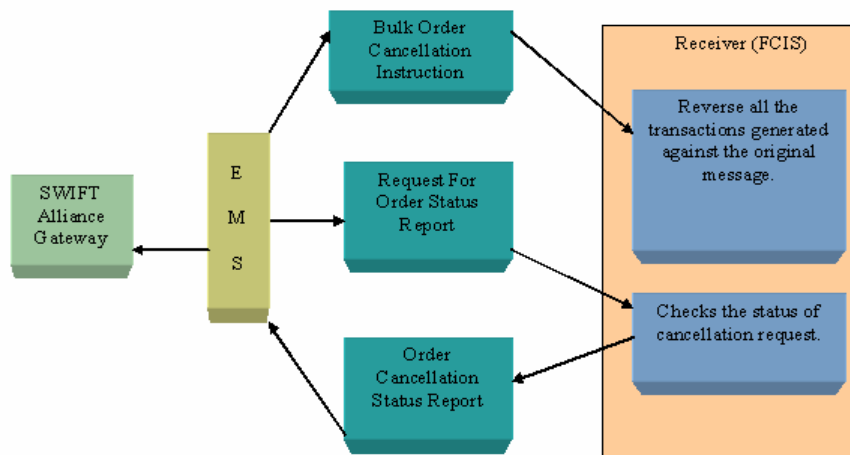 SWIFT
Alliance
Gateway
E
M
S
Bulk Order
Cancellation
Instruction
Request For
Order Status
Report
Order
Cancellation
Status Report
Receiver (FCIS)
Reverse all the
transactions generated
against the original
message.
Checks the status of
cancellation request.